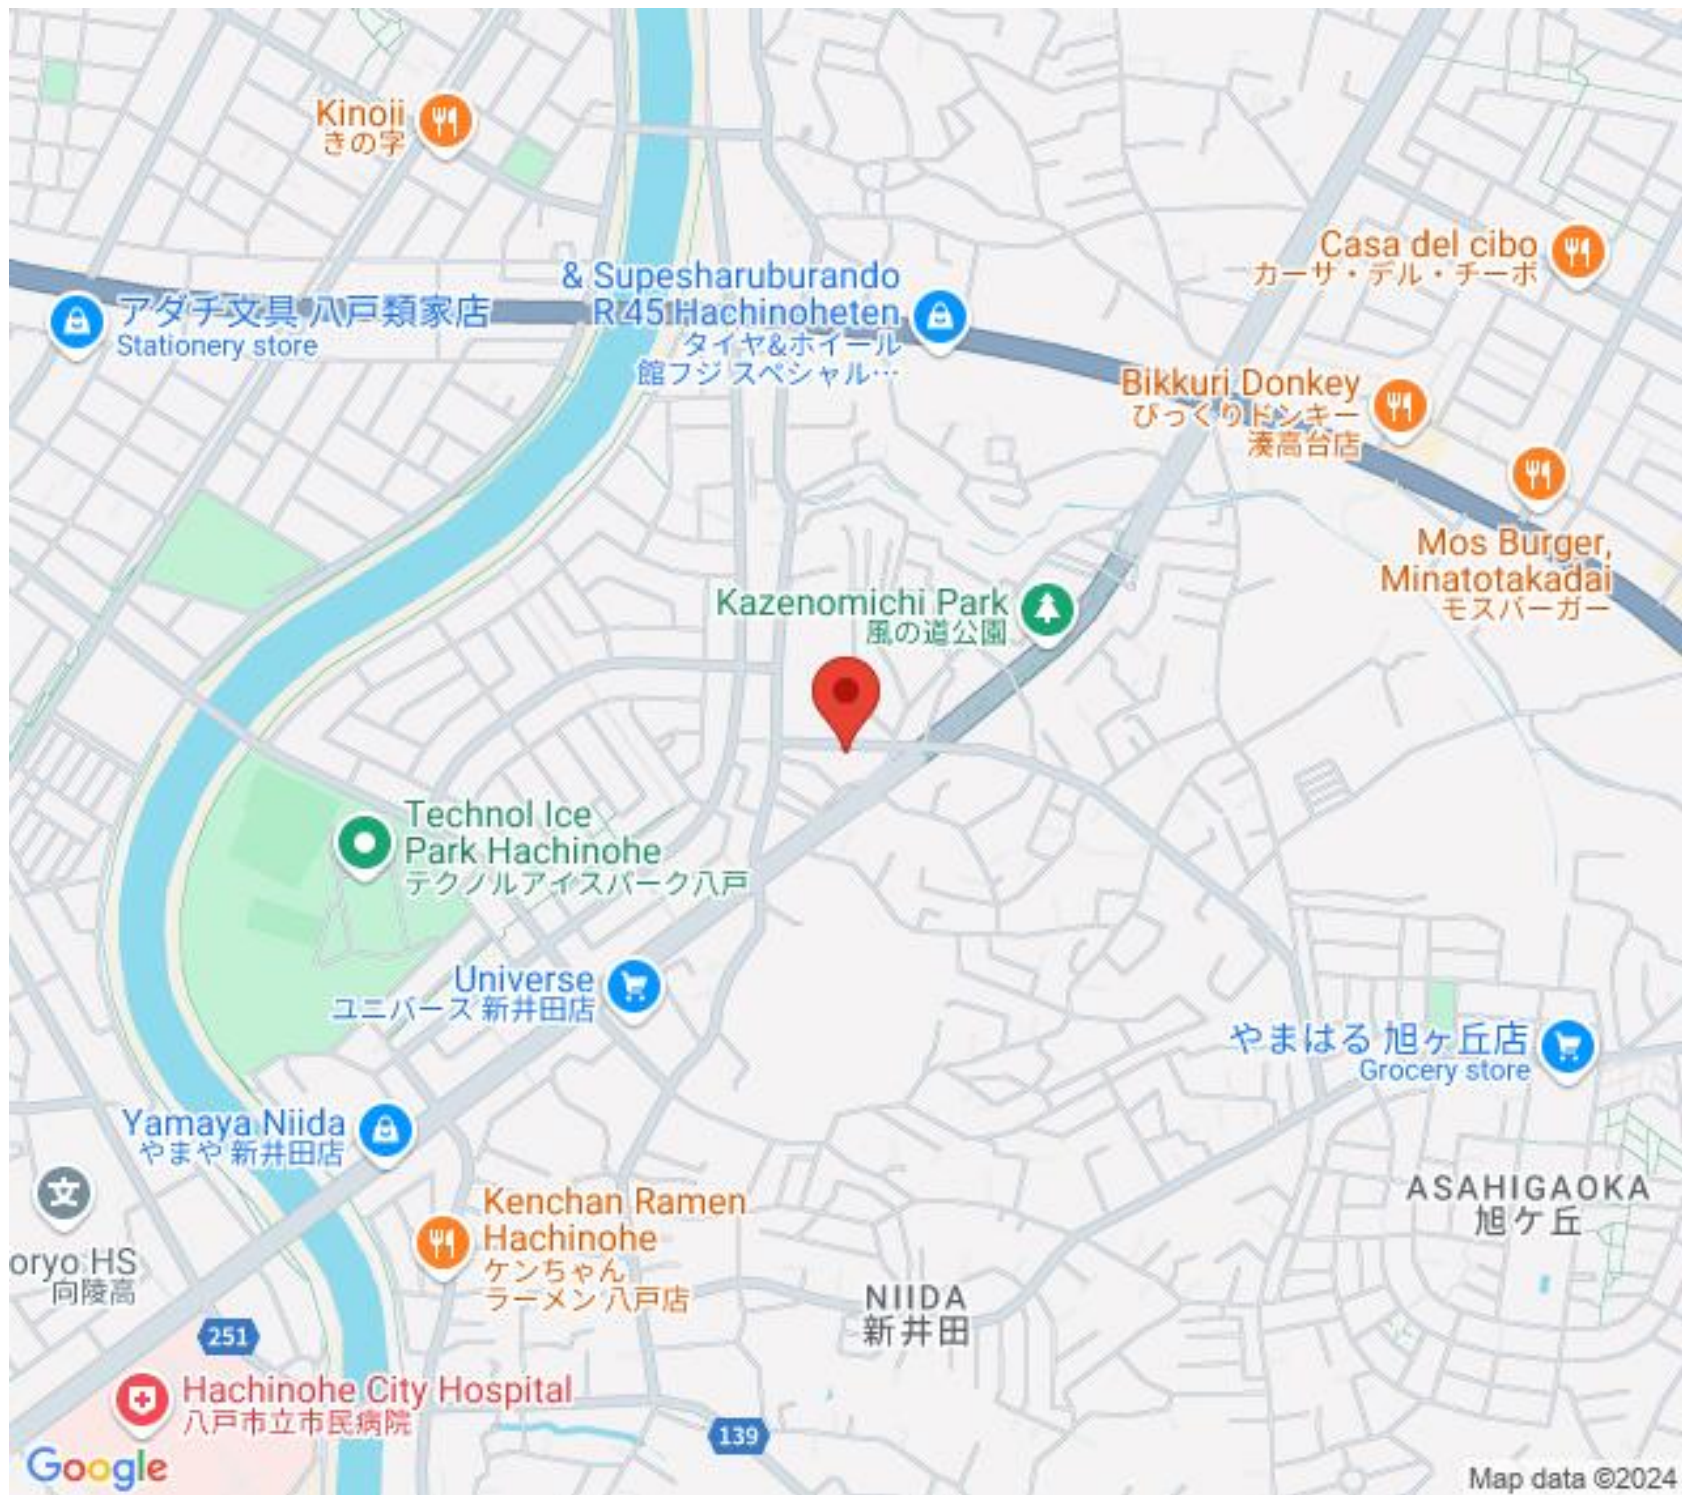 Kinoji
きの字
Casa del cibo
カーサ・デル・チーボ
& Supesharuburando
R 45 Hachinoheten
タイヤ&ホイール
館フジ スペシャル…
アダチ文具 八戸類家店
Stationery store
Bikkuri Donkey
びっくりドンキー
湊高台店
Mos Burger,
Minatotakadai
モスバーガー
Kazenomichi Park
風の道公園
Technol Ice
Park Hachinohe
テクノルアイスパーク八戸
Universe
ユニバース 新井田店
やまはる 旭ヶ丘店
Grocery store
Yamaya Niida
やまや 新井田店
文
Kenchan Ramen
Hachinohe
ケンちゃん
ラーメン 八戸店
ASAHIGAOKA
旭ケ丘
oryo HS
向陵高
NIIDA
新井田
251
Hachinohe City Hospital
八戸市立市民病院
139
Google
Map data ©2024